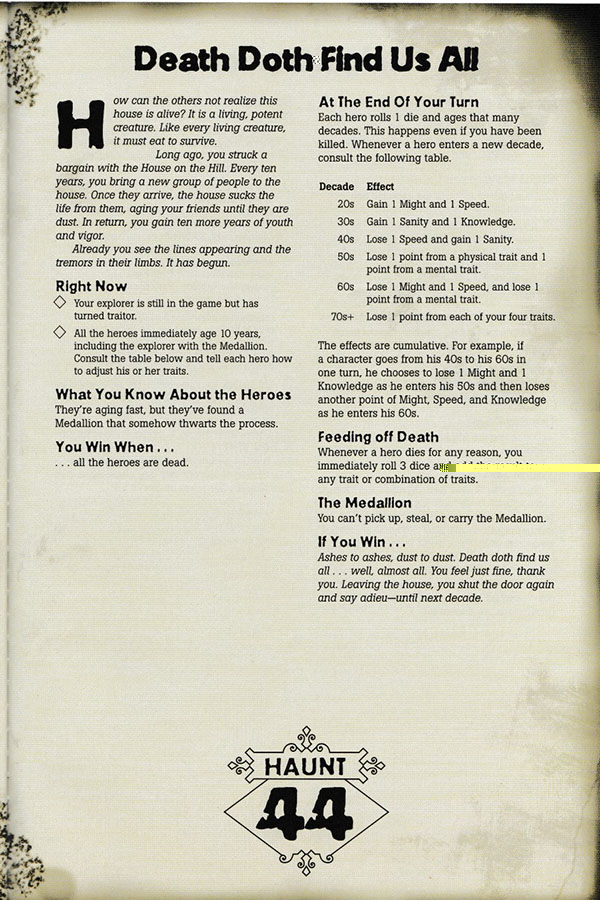 Death Doth Find Us All
How can the others not realize this
house is alive? It is a living, potent
creature. Like every living creature,
it must eat to survive.
Long ago, you struck a
bargain with the House on the Hill. Every ten
years, you bring a new group of people to the
house. Once they arrive, the house sucks the
life from them, aging your friends until they are
dust. In return, you gain ten more years of youth
and vigor.
Already you see the lines appearing and the
tremors in their limbs. It has begun.
Right Now
Your explorer is still in the game but has
turned traitor.
All the heroes immediately age 10 years,
including the explorer with the Medallion.
Consult the table below and tell each hero how
to adjust his or her traits.
What You Know About the Heroes
They're aging fast, but they've found a
Medallion that somehow thwarts the process.
You Win When . . .
. . . all the heroes are dead.
At The End Of Your Turn
Each hero rolls 1 die and ages that many
decades. This happens even if you have been
killed. Whenever a hero enters a new decade,
consult the following table.
Decade Effect
20s Gain 1 Might and 1 Speed.
30s Gain 1 Sanity and 1 Knowledge.
40s Lose 1 Speed and gain 1 Sanity.
50s Lose 1 point from a physical trait and 1
point from a mental trait.
60s Lose 1 Might and 1 Speed, and lose 1
point from a mental trait.
70s+ Lose 1 point from each of your four traits.
The effects are cumulative. For example, if
a character goes from his 40s to his 60s in
one turn, he chooses to lose 1 Might and 1
Knowledge as he enters his 50s and then loses
another point of Might, Speed, and Knowledge
as he enters his 60s.
Feeding off Death
Whenever a hero dies for any reason, you
immediately roll 3 dice
any trait or combination of traits.
The Medallion
You can't pick up, steal, or carry the Medallion.
If You Win . . .
Ashes to ashes, dust to dust. Death doth find us
all . . . well, almost all. You feel just fine, thank
you. Leaving the house, you shut the door again
and say adieu—until next decade.
HAUNT
44